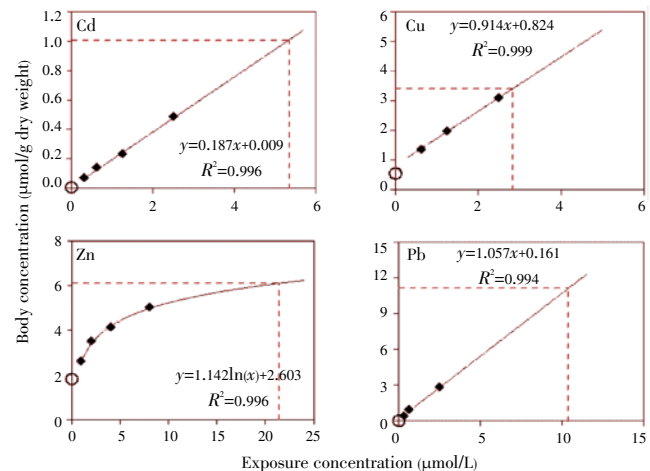 Body concentration (μmol/g dry weight)
Cd
1.2
1.0
0.8
0.6
0.4
0.2
0.0
y=0.187x+0.009
R²=0.996
0 2 4 6
Cu
y=0.914x+0.824
R²=0.999
6
5
4
3
2
1
0
0 2 4 6
Zn
8
6
4
2
0
y=1.142ln(x)+2.603
R²=0.996
0 5 10 15 20 25
Pb
y=1.057x+0.161
R²=0.994
15
12
9
6
3
0
0 5 10 15
Exposure concentration (μmol/L)